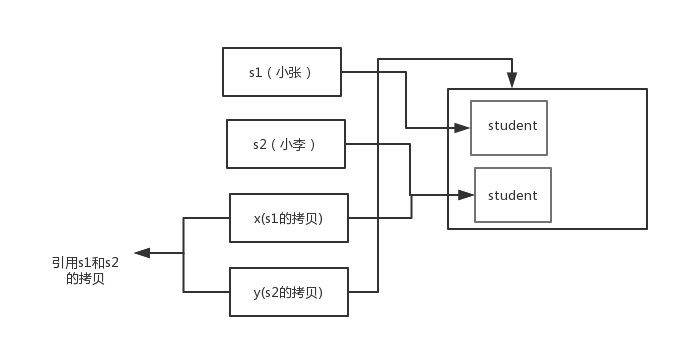 s1（小张）
student
s2（小李）
student
x(s1的拷贝)
引用s1和s2
的拷贝
y(s2的拷贝)